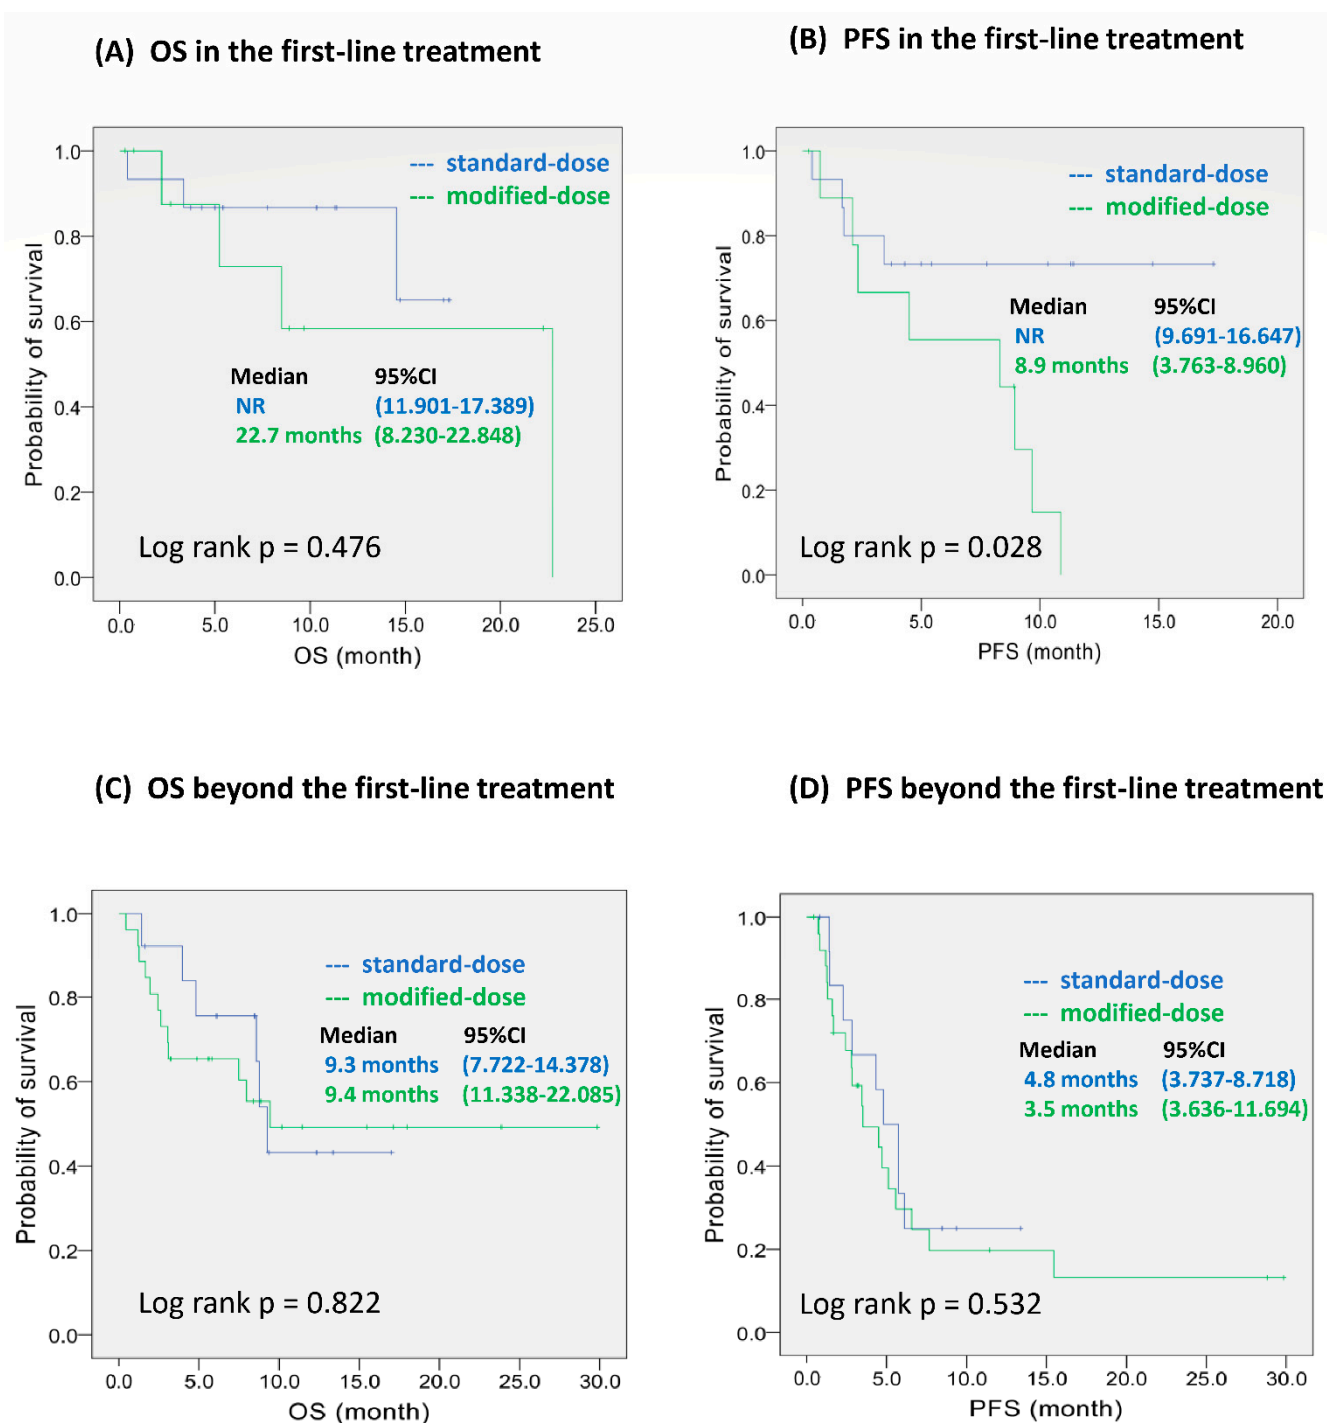 (A) OS in the first-line treatment
1.0
0.8
0.6
0.4
0.2
0.0
Probability of survival
--- standard-dose
--- modified-dose
Median 95%CI
NR (11.901-17.389)
22.7 months (8.230-22.848)
Log rank p = 0.476
0.0 5.0 10.0 15.0 20.0 25.0
OS (month)
(B) PFS in the first-line treatment
1.0
0.8
0.6
0.4
0.2
0.0
Probability of survival
--- standard-dose
--- modified-dose
Median 95%CI
NR (9.691-16.647)
8.9 months (3.763-8.960)
Log rank p = 0.028
0.0 5.0 10.0 15.0 20.0
PFS (month)
(C) OS beyond the first-line treatment
1.0
0.8
0.6
0.4
0.2
0.0
Probability of survival
--- standard-dose
--- modified-dose
Median 95%CI
9.3 months (7.722-14.378)
9.4 months (11.338-22.085)
Log rank p = 0.822
0.0 5.0 10.0 15.0 20.0 25.0 30.0
OS (month)
(D) PFS beyond the first-line treatment
1.0
0.8
0.6
0.4
0.2
0.0
Probability of survival
--- standard-dose
--- modified-dose
Median 95%CI
4.8 months (3.737-8.718)
3.5 months (3.636-11.694)
Log rank p = 0.532
0.0 5.0 10.0 15.0 20.0 25.0 30.0
PFS (month)